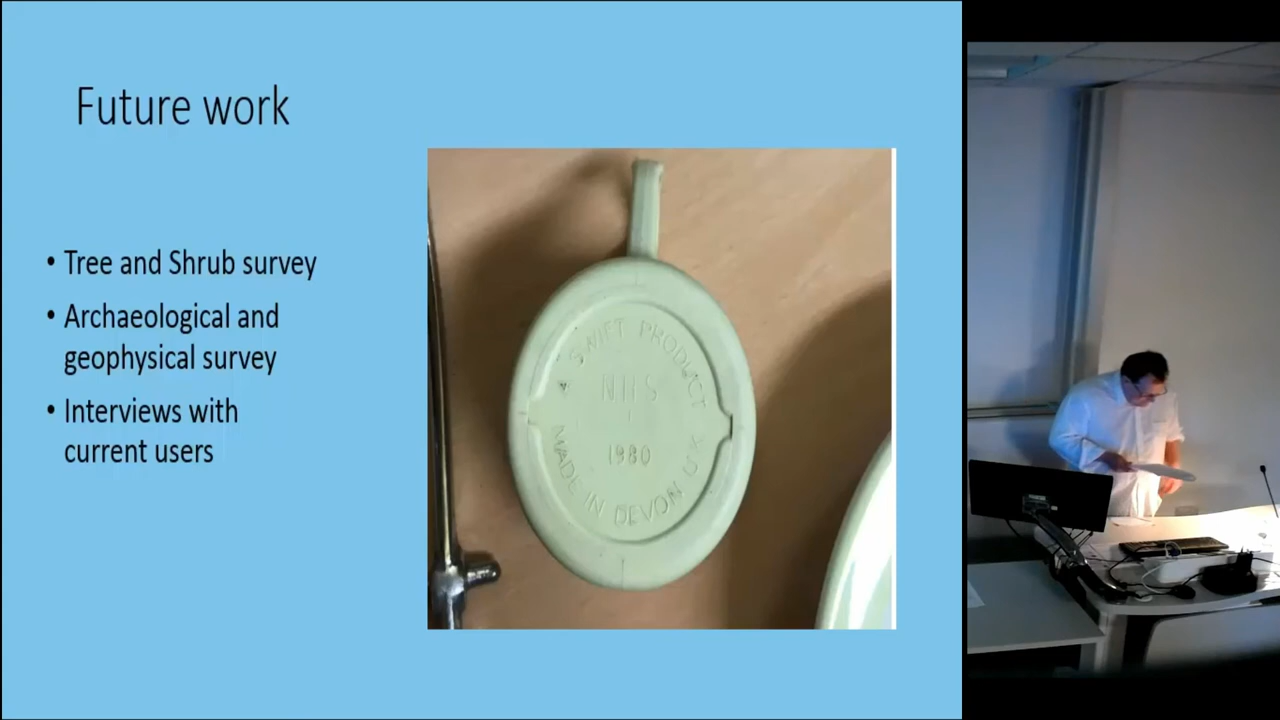 Future work
• Tree and Shrub survey
• Archaeological and
geophysical survey
• Interviews with
current users
A SWIFT PRODUCT
NHS
1980
MADE IN DEVON UK